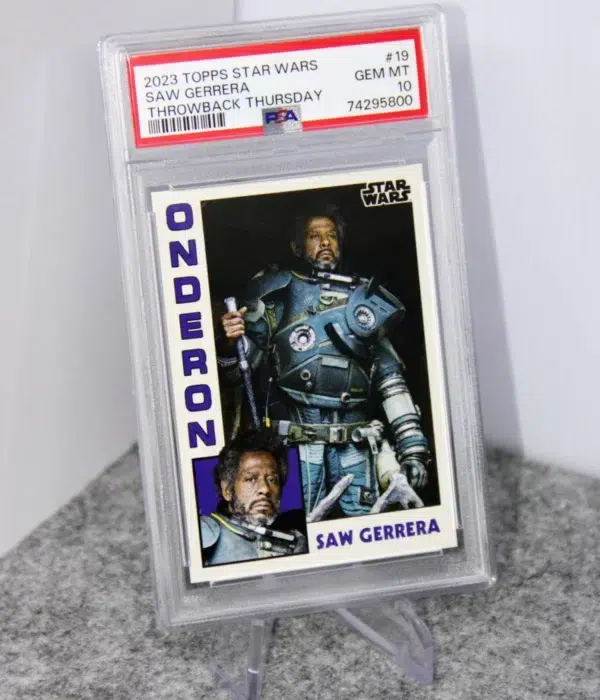 2023 TOPPS STAR WARS #19
SAW GERRERA GEM MT
THROWBACK THURSDAY 10
PSA 74295800
STAR WARS
ONDERON
SAW GERRERA